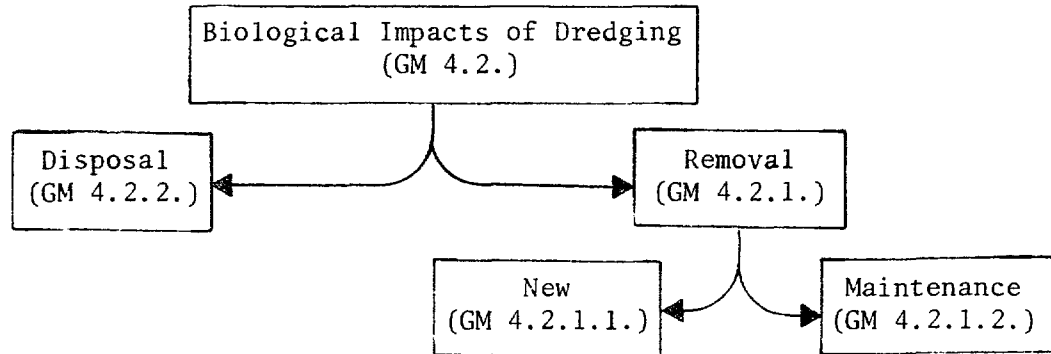 Biological Impacts of Dredging
(GM 4.2.)
Disposal
(GM 4.2.2.)
Removal
(GM 4.2.1.)
New
(GM 4.2.1.1.)
Maintenance
(GM 4.2.1.2.)